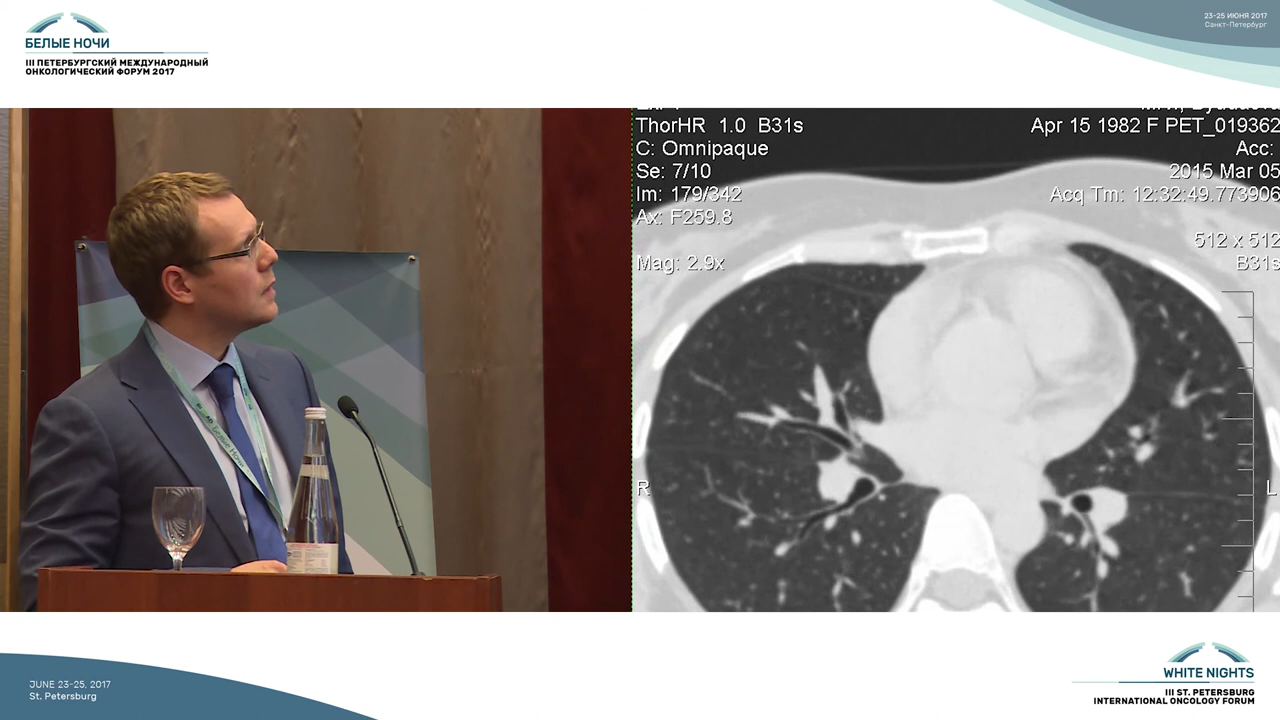 БЕЛЫЕ НОЧИ
III ПЕТЕРБУРГСКИЙ МЕЖДУНАРОДНЫЙ
ОНКОЛОГИЧЕСКИЙ ФОРУМ 2017
23-25 ИЮНЯ 2017
Санкт-Петербург
ThorHR 1.0 B31s
C: Omnipaque
Se: 7/10
Im: 179/342
Ax: F259.8
Mag: 2.9x
Apr 15 1982 F PET_019362
Acc:
2015 Mar 05
Acq Tm: 12:32:49.773906
512 x 512
B31s
R
L
Белые Ночи
JUNE 23-25, 2017
St. Petersburg
WHITE NIGHTS
III ST. PETERSBURG
INTERNATIONAL ONCOLOGY FORUM